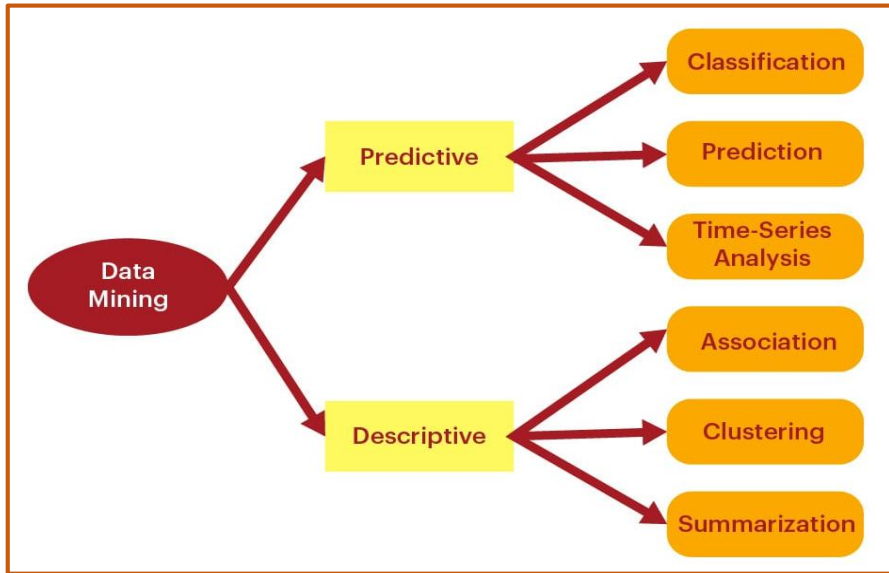 Data
Mining
Predictive
Descriptive
Classification
Prediction
Time-Series
Analysis
Association
Clustering
Summarization